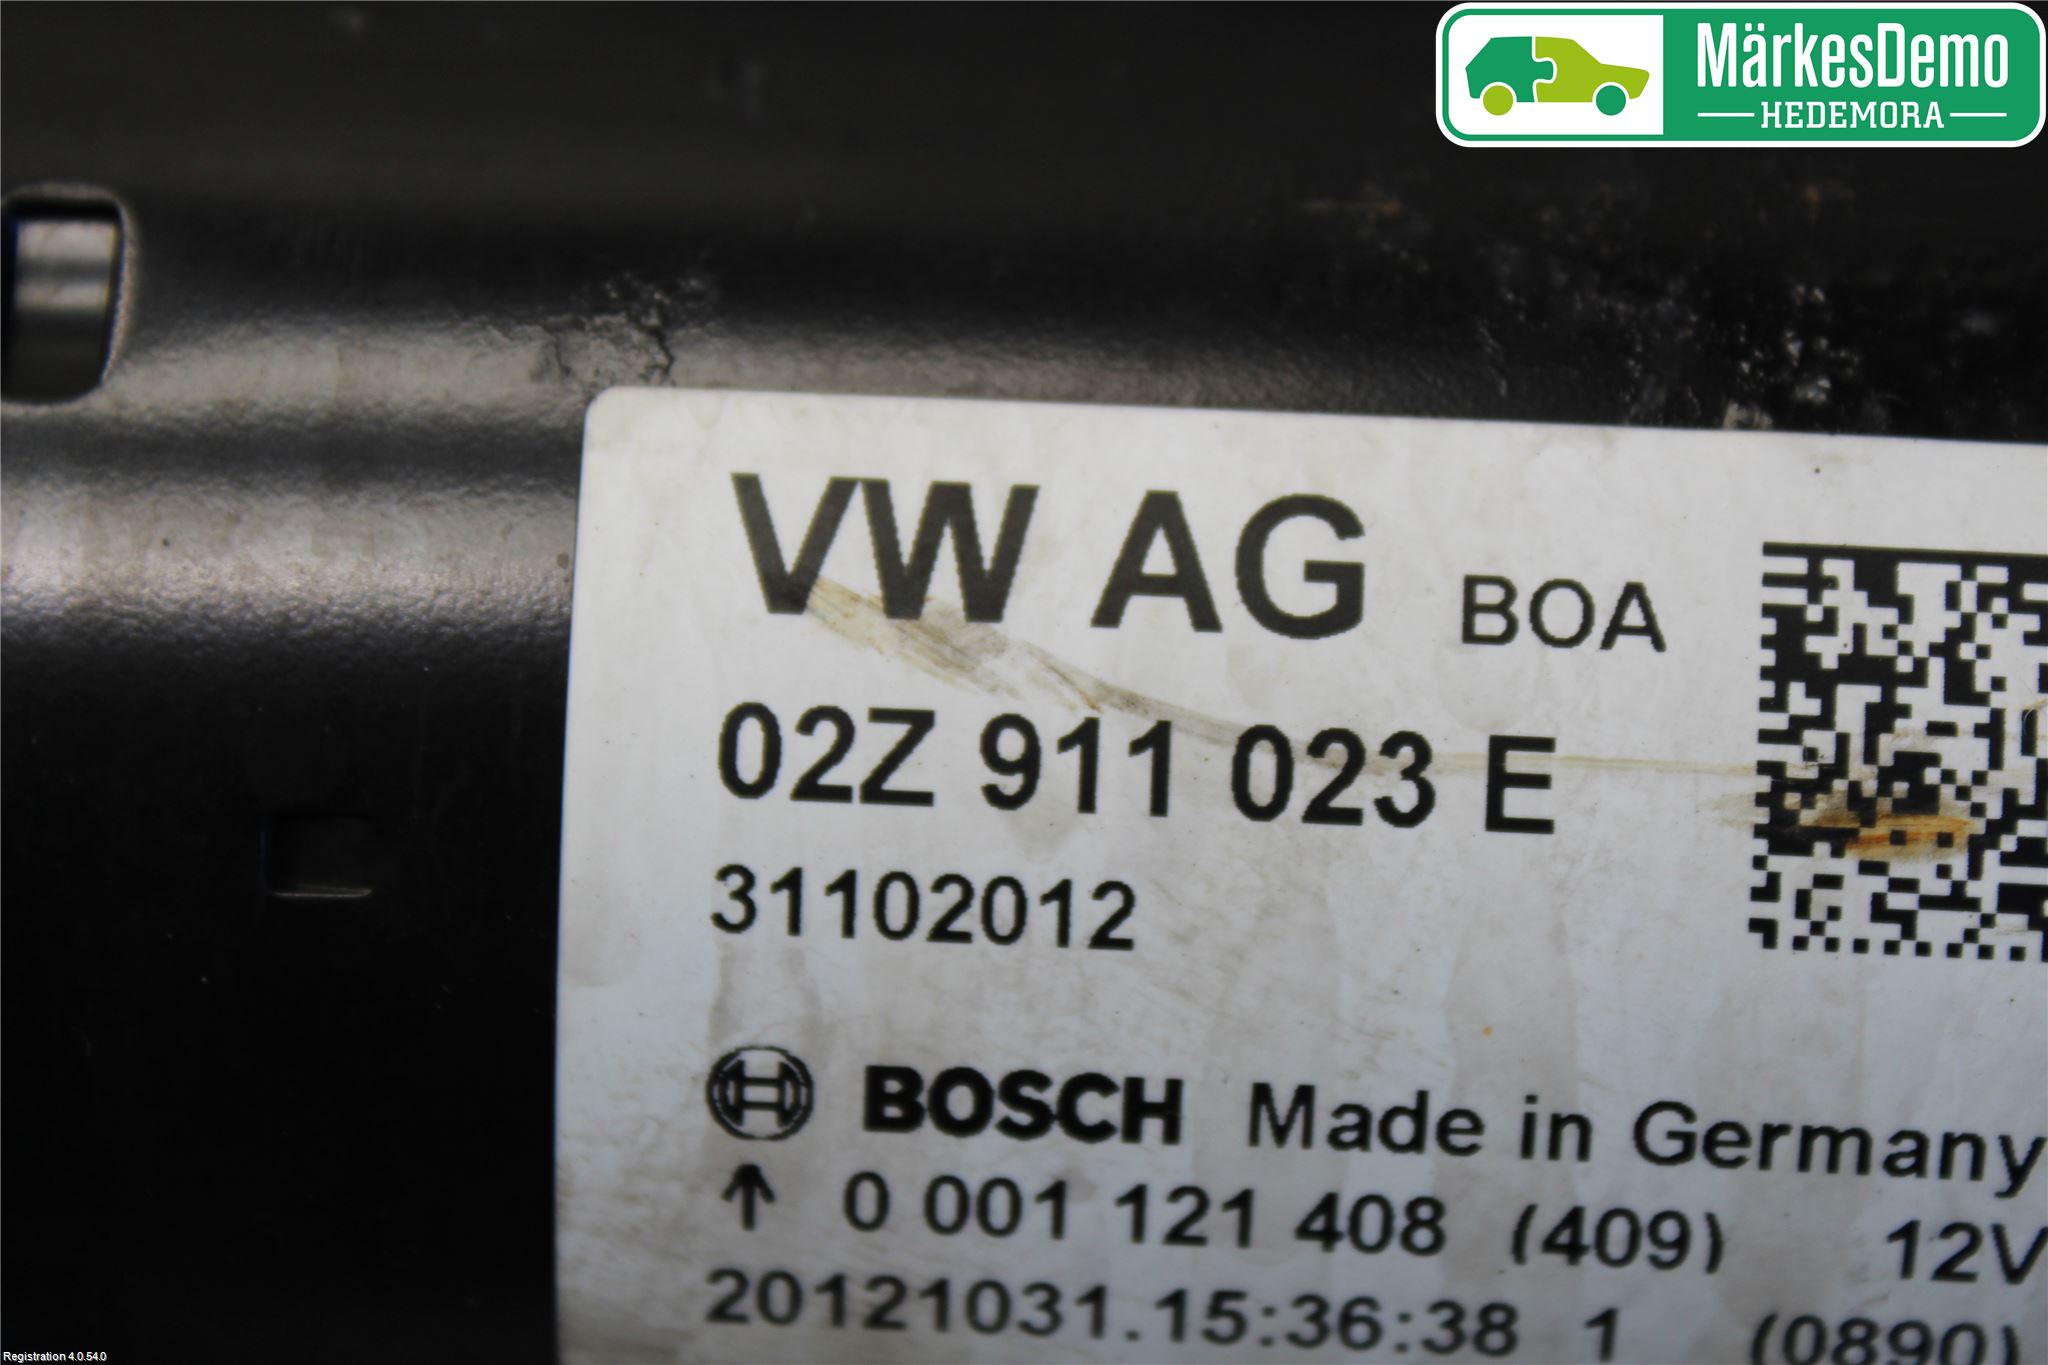 MärkesDemo
HEDEMORA
VW AG BOA
02Z 911 023 E
31102012
BOSCH Made in Germany
↑ 0 001 121 408 (409) 12V
20121031.15:36:38 1 (0890)
Registration 4.0.54.0